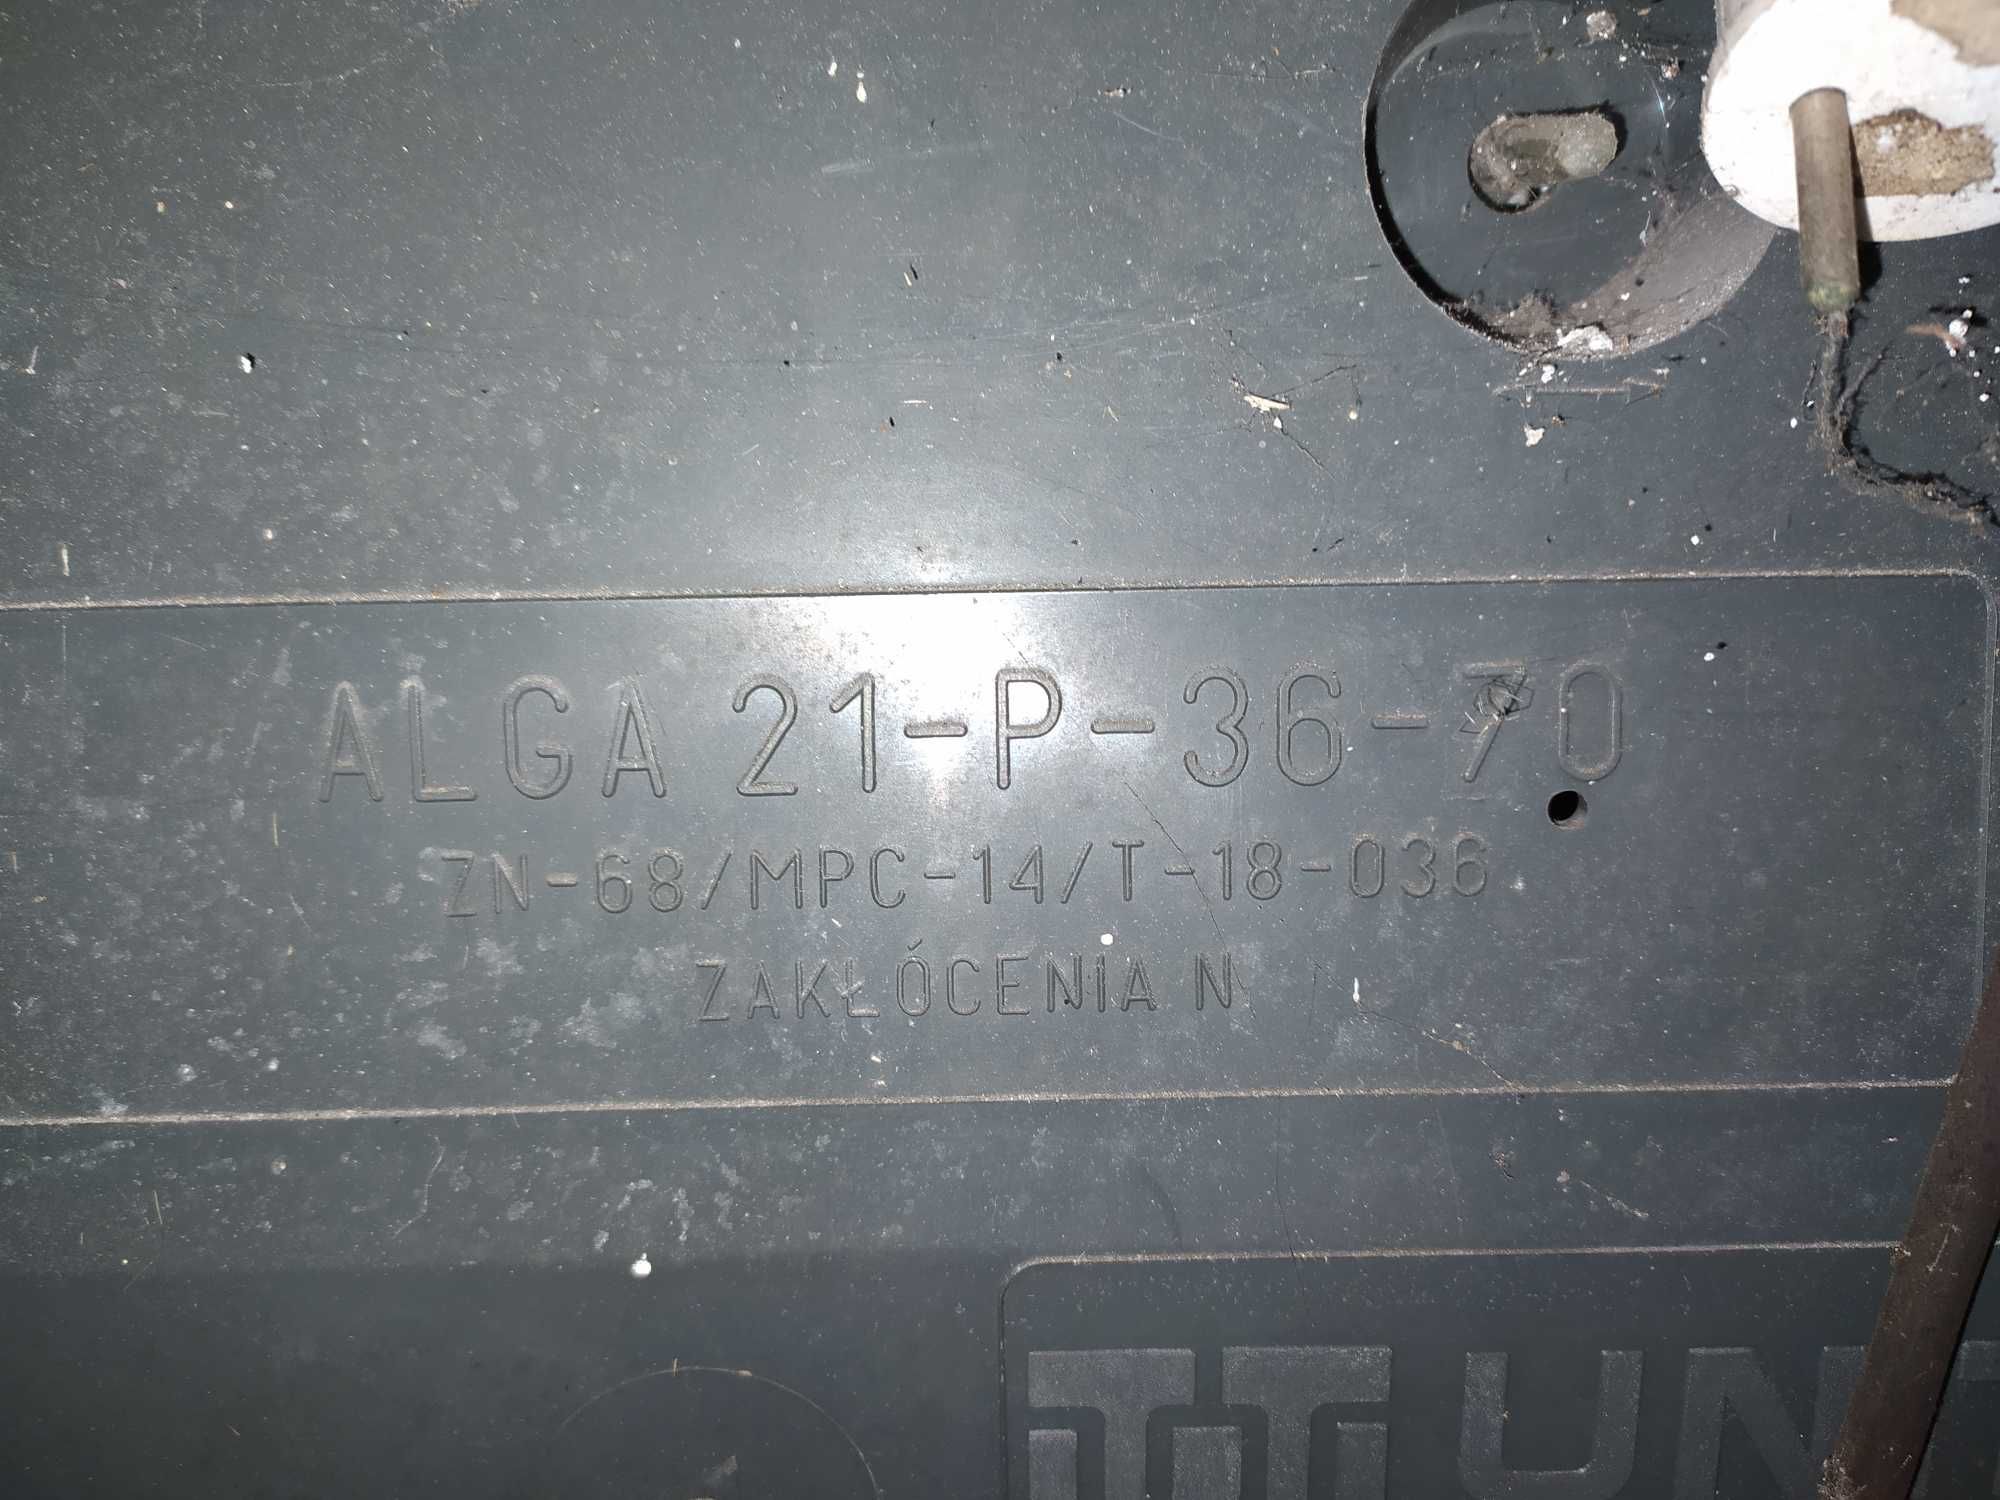 ALGA 21-P-36-70
ZN-68/MPC-14/T-18-036
ZAKŁÓCENIA N